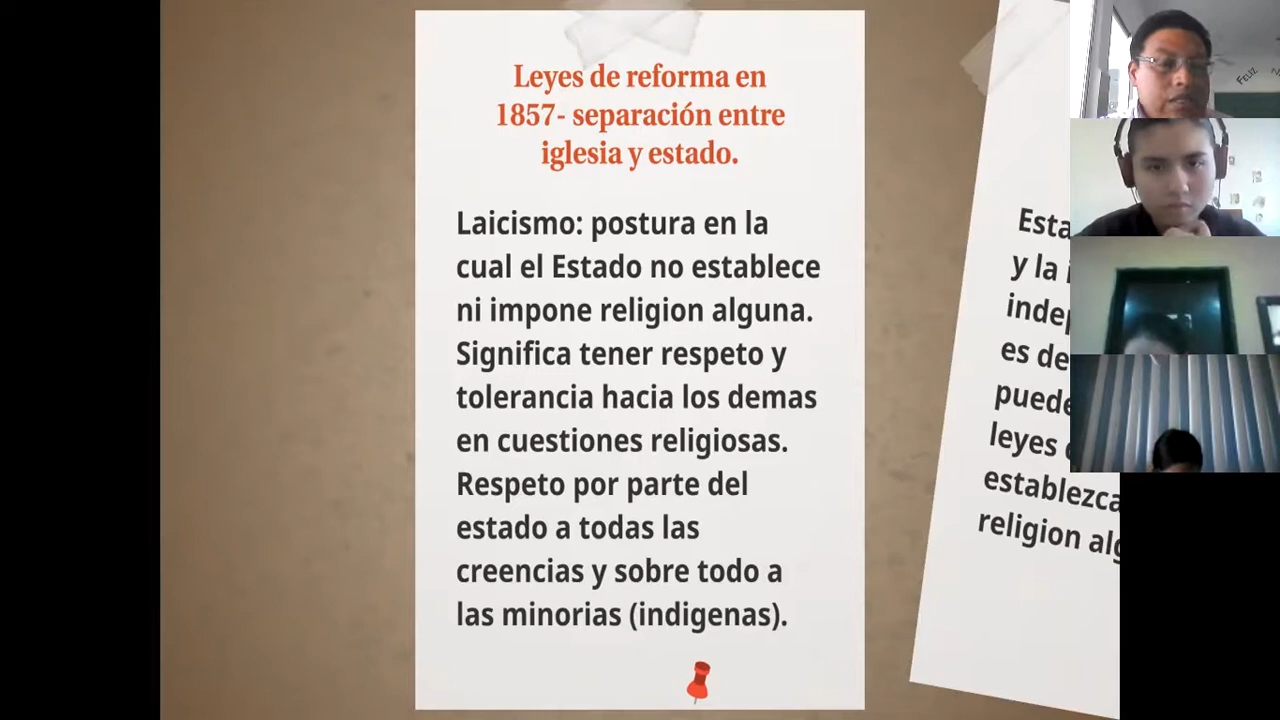 Leyes de reforma en
1857- separación entre
iglesia y estado.
Laicismo: postura en la
cual el Estado no establece
ni impone religion alguna.
Significa tener respeto y
tolerancia hacia los demas
en cuestiones religiosas.
Respeto por parte del
estado a todas las
creencias y sobre todo a
las minorias (indigenas).
y la
es de
leyes
religion
FELIZ